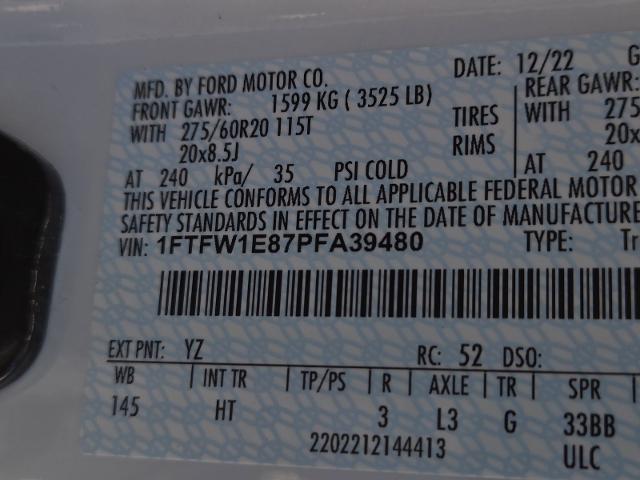 MFD. BY FORD MOTOR CO. DATE: 12/22 G
FRONT GAWR: 1599 KG ( 3525 LB) REAR GAWR:
WITH 275/60R20 115T TIRES WITH 275
20x8.5J RIMS 20x
AT 240 kPa/ 35 PSI COLD AT 240
THIS VEHICLE CONFORMS TO ALL APPLICABLE FEDERAL MOTOR
SAFETY STANDARDS IN EFFECT ON THE DATE OF MANUFACTURE
VIN: 1FTFW1E87PFA39480 TYPE: Tr
EXT PNT: YZ RC: 52 DSO:
WB INT TR TP/PS R AXLE TR SPR
145 HT 3 L3 G 33BB
2202212144413 ULC